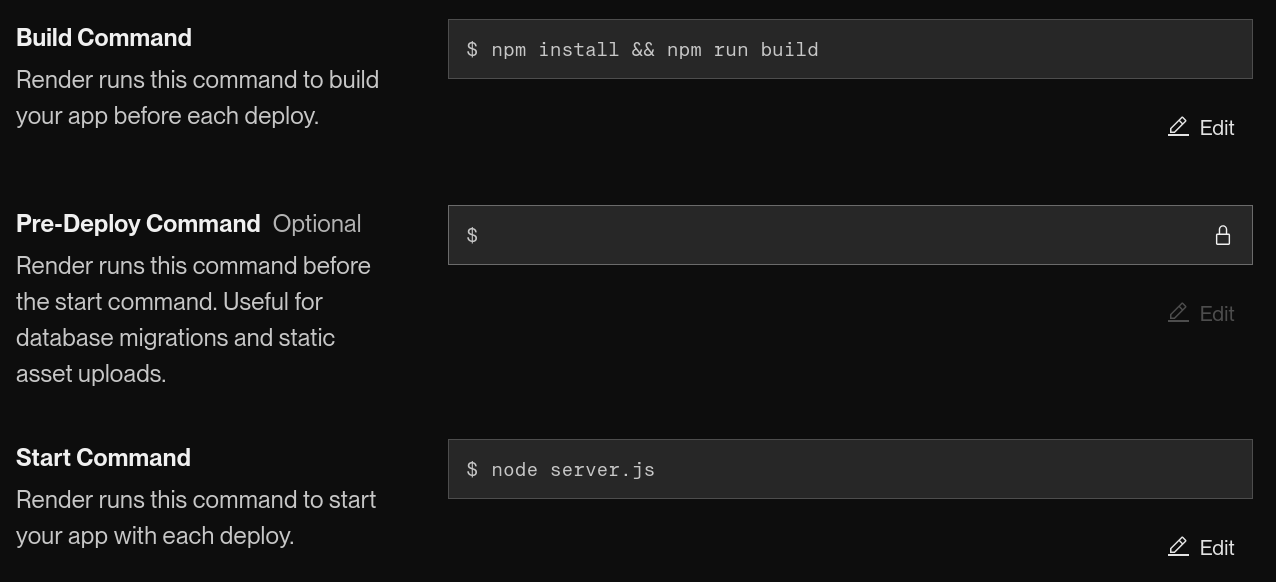 Build Command
$ npm install && npm run build
Render runs this command to build
your app before each deploy.
Edit
Pre-Deploy Command Optional
$
Render runs this command before
the start command. Useful for
database migrations and static
asset uploads.
Edit
Start Command
$ node server.js
Render runs this command to start
your app with each deploy.
Edit